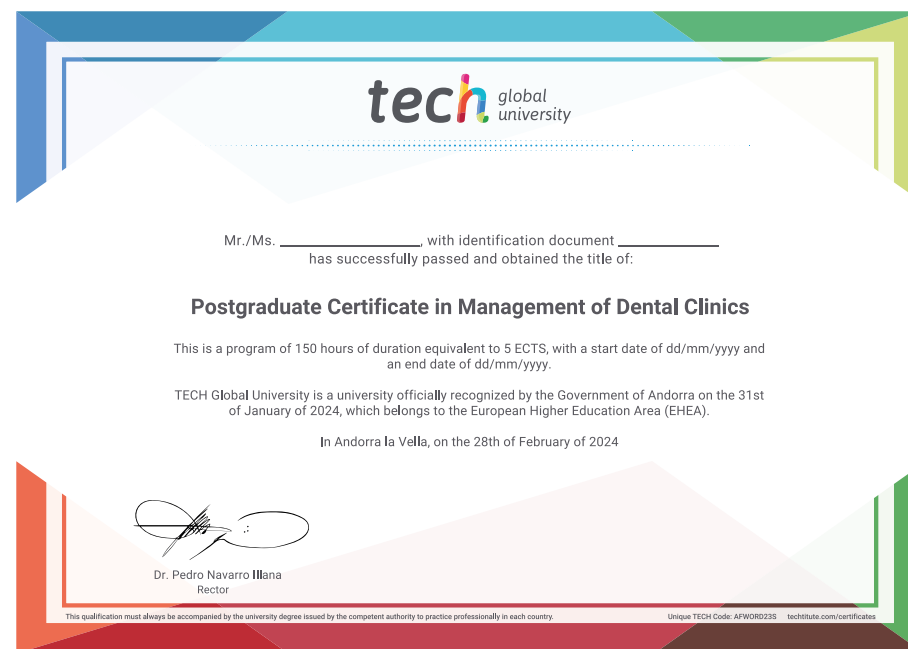 tech global
university
Mr./Ms. ____________, with identification document ____________
has successfully passed and obtained the title of:
Postgraduate Certificate in Management of Dental Clinics
This is a program of 150 hours of duration equivalent to 5 ECTS, with a start date of dd/mm/yyyy and
an end date of dd/mm/yyyy.
TECH Global University is a university officially recognized by the Government of Andorra on the 31st
of January of 2024, which belongs to the European Higher Education Area (EHEA).
In Andorra la Vella, on the 28th of February of 2024
Dr. Pedro Navarro Illana
Rector
This qualification must always be accompanied by the university degree issued by the competent authority to practice professionally in each country. Unique TECH Code: AFWORD23S techtitute.com/certificates